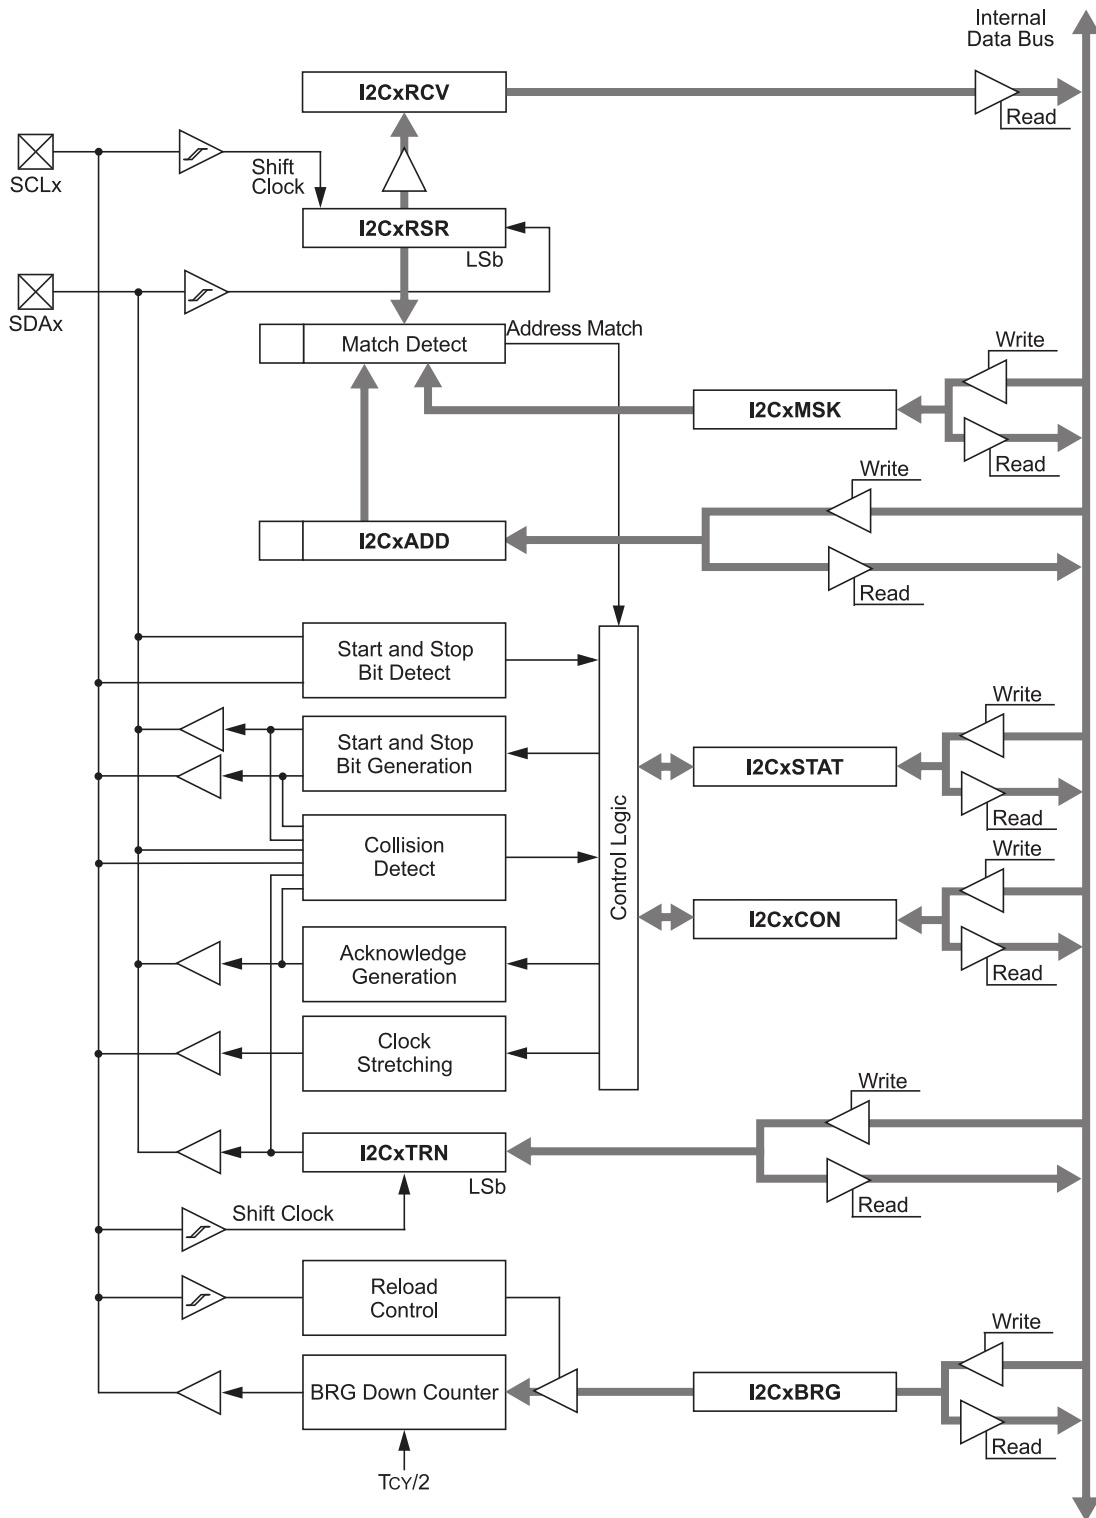 Internal
Data Bus
I2CxRCV
Read
SCLx
Shift
Clock
I2CxRSR
LSb
SDAx
Match Detect
Address Match
Write
I2CxMSK
Read
Write
I2CxADD
Read
Start and Stop
Bit Detect
Start and Stop
Bit Generation
Write
I2CxSTAT
Read
Collision
Detect
Control Logic
Write
I2CxCON
Read
Acknowledge
Generation
Clock
Stretching
Write
I2CxTRN
LSb
Read
Shift Clock
Reload
Control
Write
BRG Down Counter
I2CxBRG
Read
TCY/2